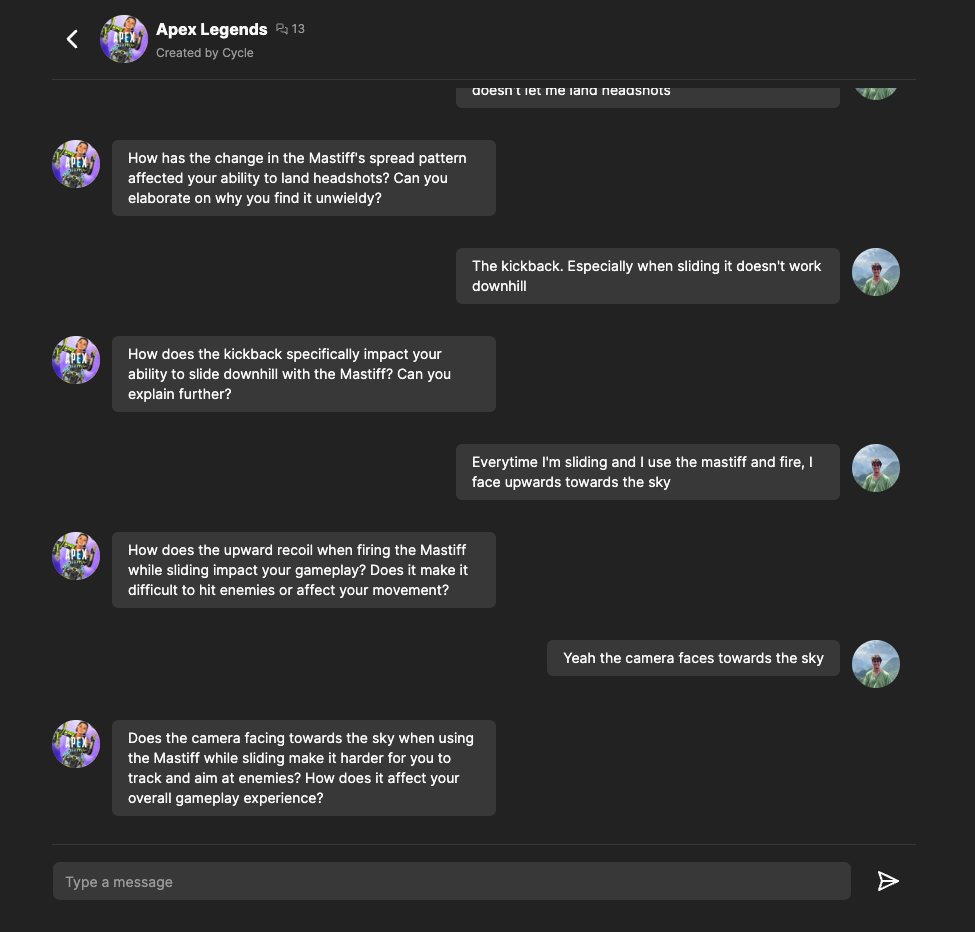 Apex Legends 13
Created by Cycle
doesn't let me land headshots
APEX
How has the change in the Mastiff's spread pattern
affected your ability to land headshots? Can you
elaborate on why you find it unwieldy?
The kickback. Especially when sliding it doesn't work
downhill
APEX
How does the kickback specifically impact your
ability to slide downhill with the Mastiff? Can you
explain further?
Everytime I'm sliding and I use the mastiff and fire, I
face upwards towards the sky
APEX
How does the upward recoil when firing the Mastiff
while sliding impact your gameplay? Does it make it
difficult to hit enemies or affect your movement?
Yeah the camera faces towards the sky
APEX
Does the camera facing towards the sky when using
the Mastiff while sliding make it harder for you to
track and aim at enemies? How does it affect your
overall gameplay experience?
Type a message